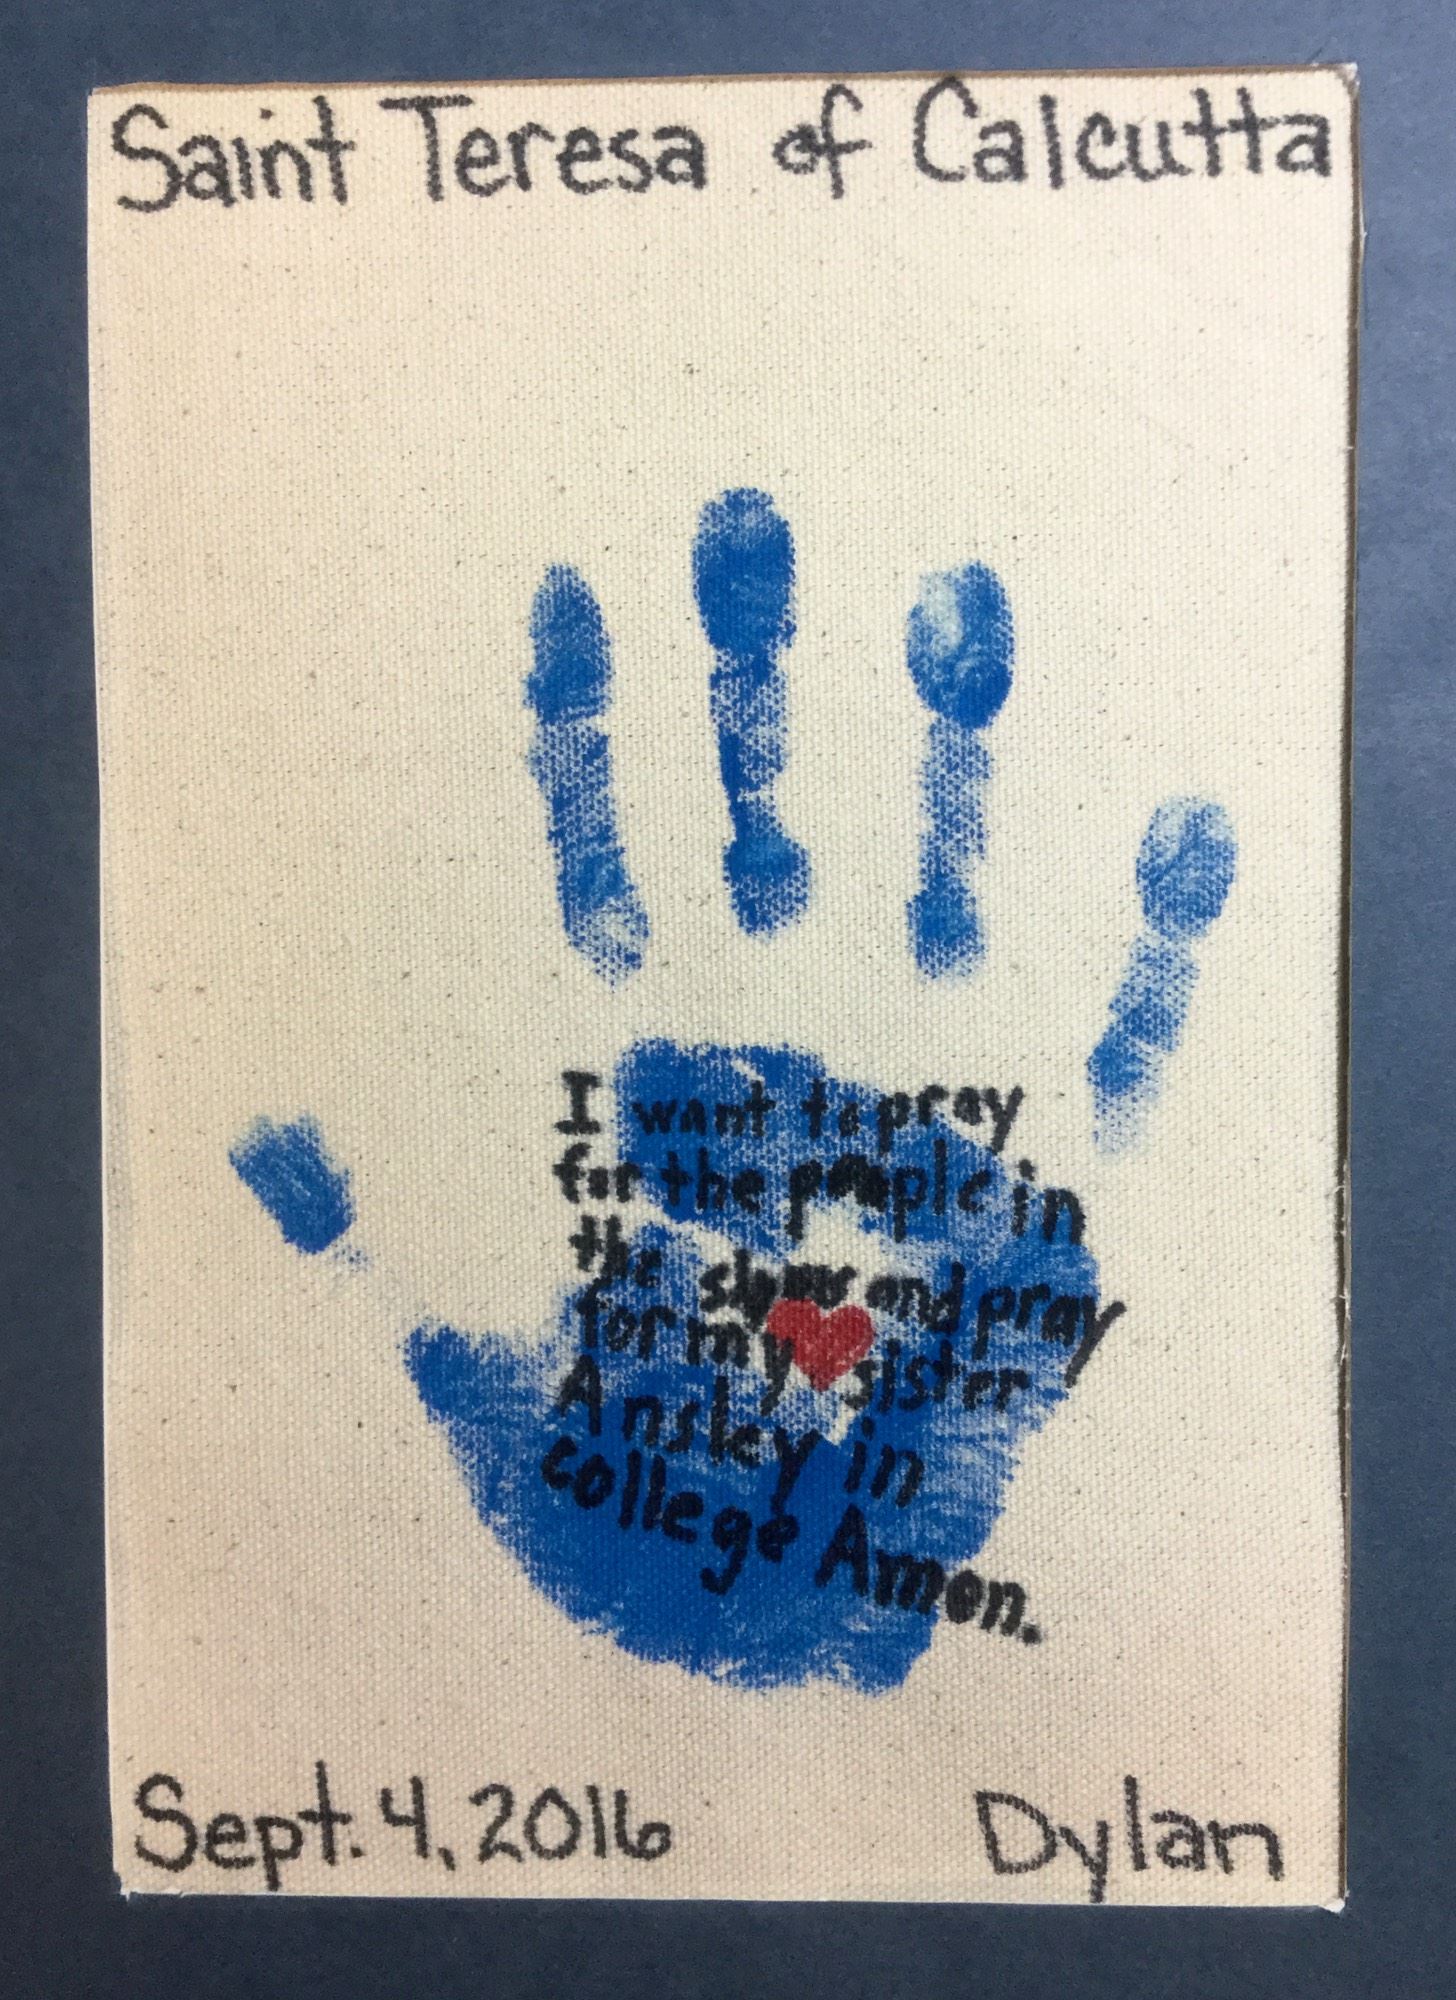 Saint Teresa of Calcutta
I want to pray
for the people in
the slums and pray
for my sister
Ansley in
college Amen.
Sept. 4, 2016
Dylan